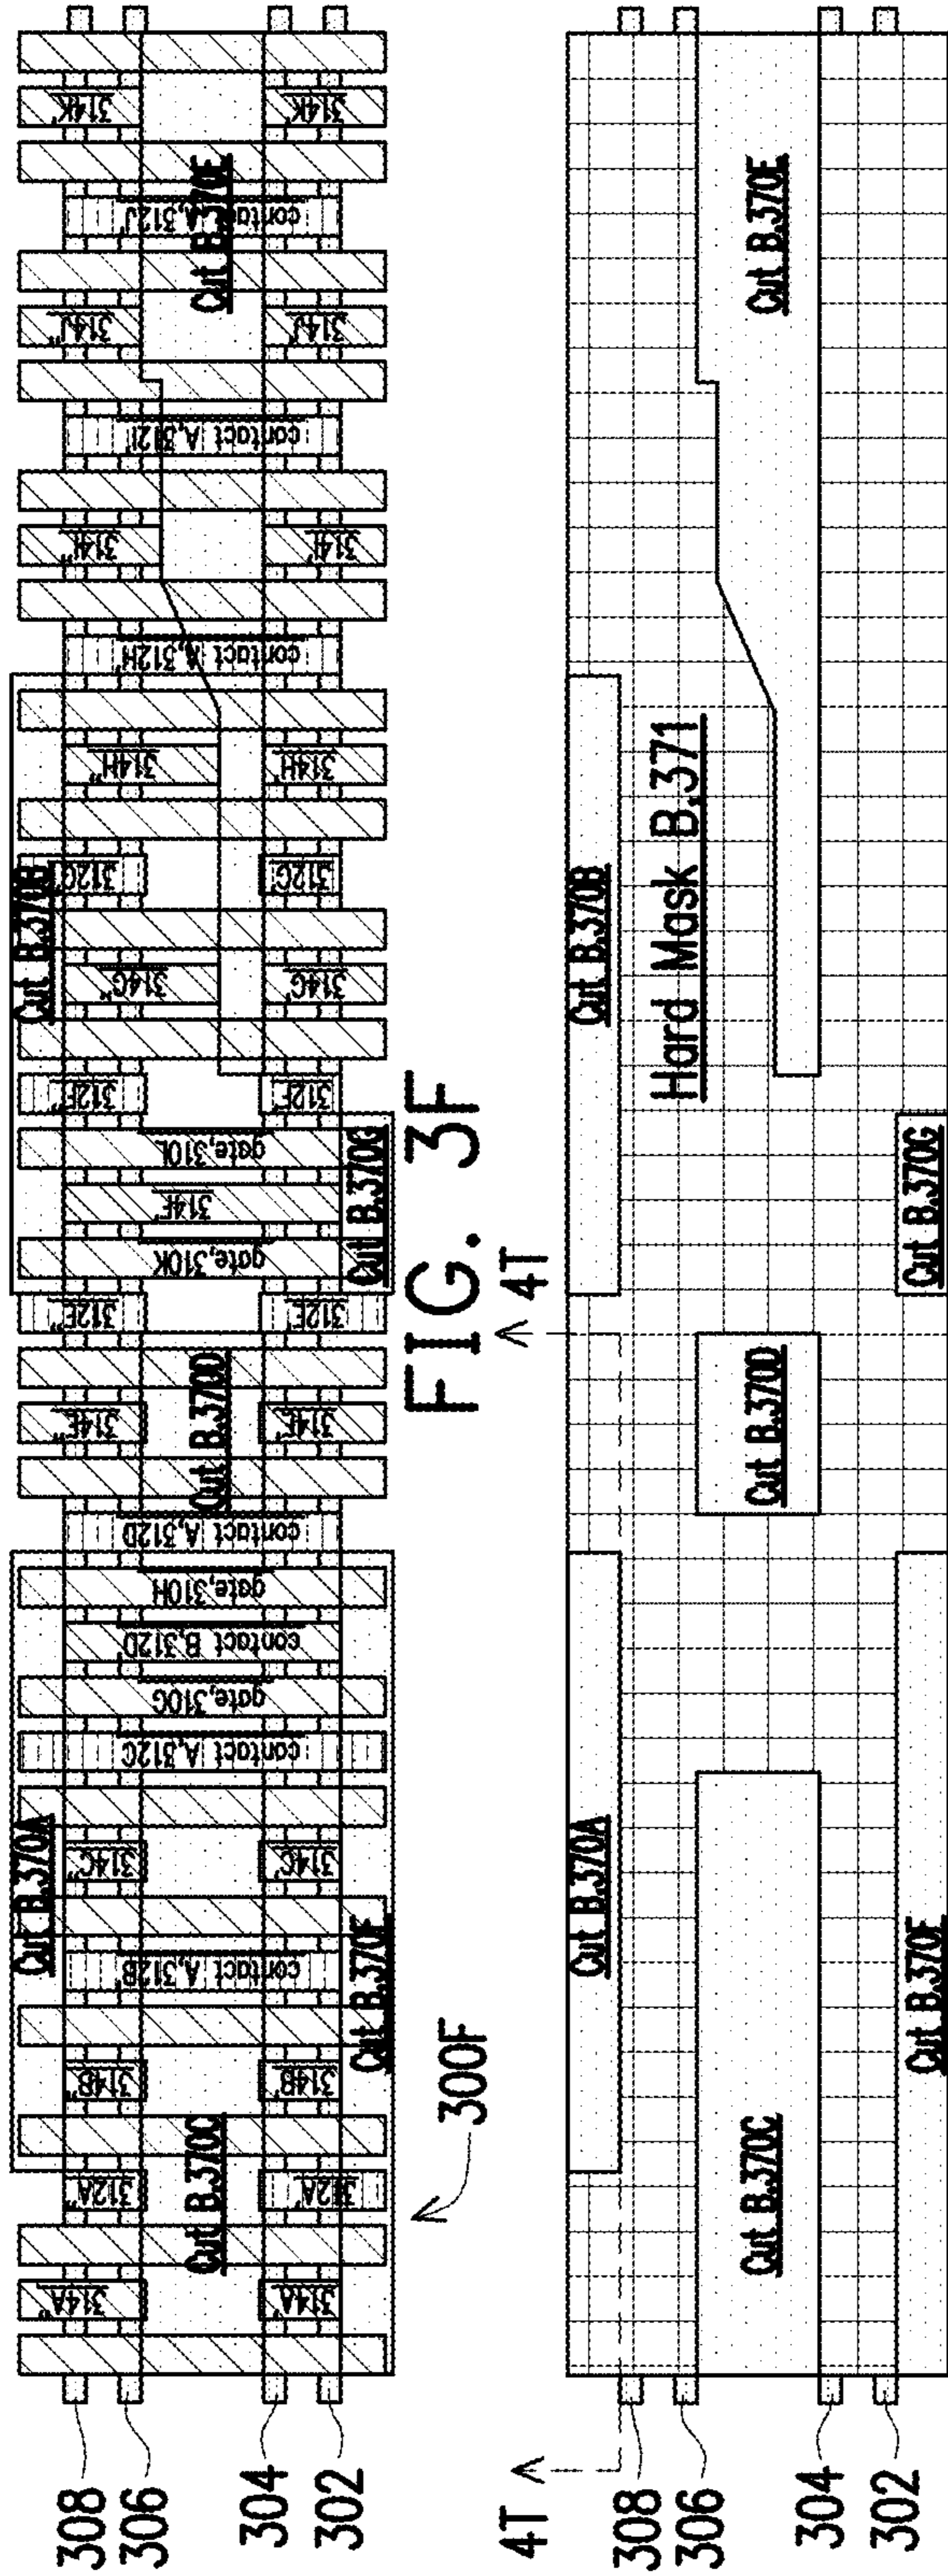 308
306
304
302
314A"
314A'
312A"
312A'
Cut B,370C
314B"
314B'
Cut B,370A
contact A,312B
Cut B,370F
314C"
314C'
contact A,312C
gate,310G
contact B,312D
gate,310H
contact A,312D
314E"
314E'
Cut B,370D
312E"
312E'
gate,310K
314F
gate,310L
Cut B,370G
312F"
312F'
314G"
314G'
Cut B,370B
312G"
312G'
314H"
314H'
contact A,312H
314I"
314I'
contact A,312I
314J"
314J'
contact A,312J
Cut B,370E
314K"
314K'
300F
FIG. 3F
4T
4T
308
306
304
302
Cut B,370A
Cut B,370B
Hard Mask B,371
Cut B,370C
Cut B,370D
Cut B,370E
Cut B,370F
Cut B,370G